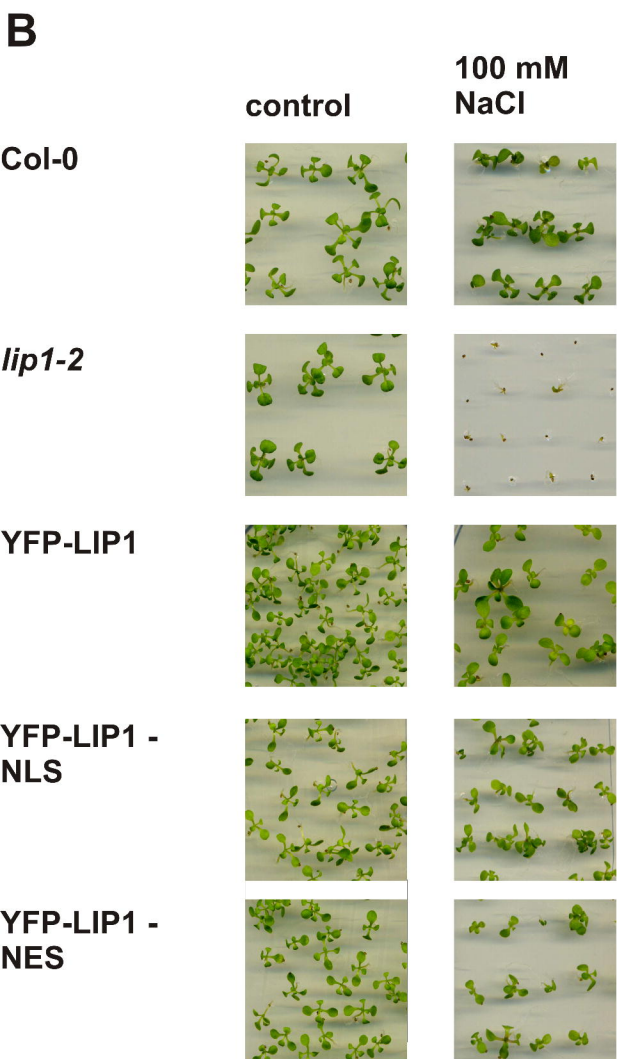 B
control
100 mM
NaCl
Col-0
lip1-2
YFP-LIP1
YFP-LIP1 -
NLS
YFP-LIP1 -
NES